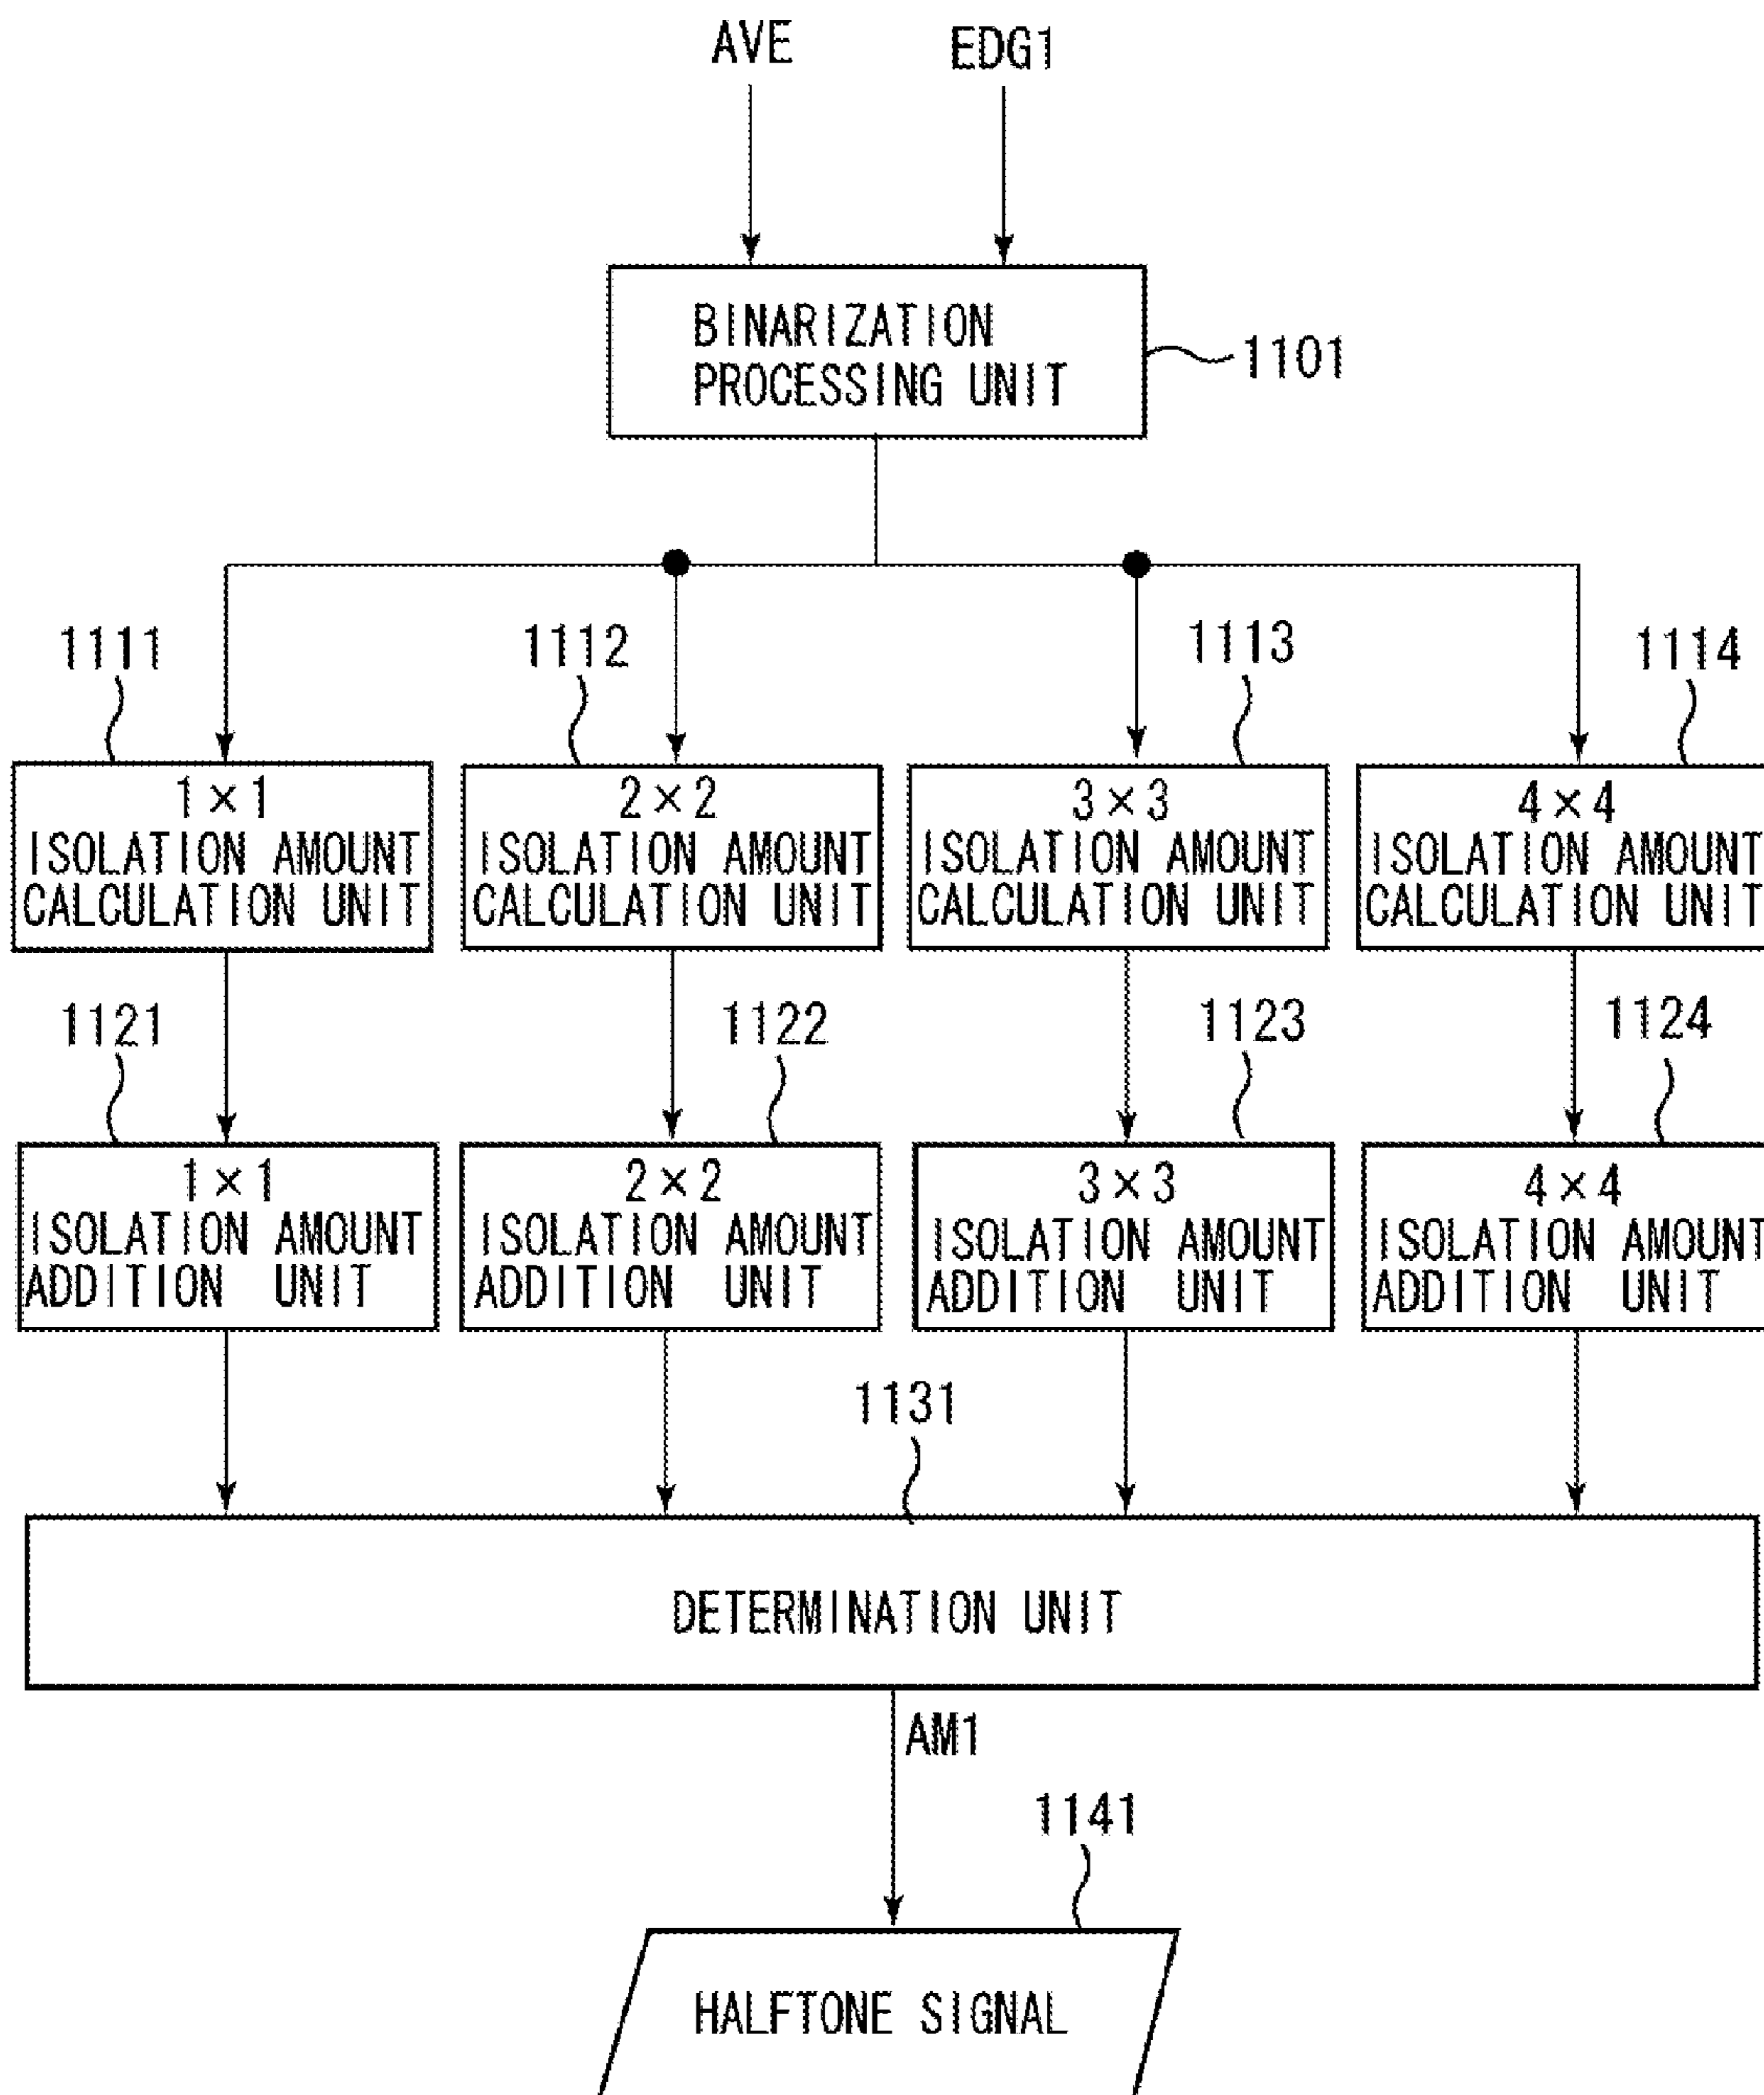 AVE
EDG1
BINARIZATION
PROCESSING UNIT
1101
1111
1112
1113
1114
1×1
ISOLATION AMOUNT
CALCULATION UNIT
2×2
ISOLATION AMOUNT
CALCULATION UNIT
3×3
ISOLATION AMOUNT
CALCULATION UNIT
4×4
ISOLATION AMOUNT
CALCULATION UNIT
1121
1122
1123
1124
1×1
ISOLATION AMOUNT
ADDITION UNIT
2×2
ISOLATION AMOUNT
ADDITION UNIT
3×3
ISOLATION AMOUNT
ADDITION UNIT
4×4
ISOLATION AMOUNT
ADDITION UNIT
1131
DETERMINATION UNIT
AM1
1141
HALFTONE SIGNAL